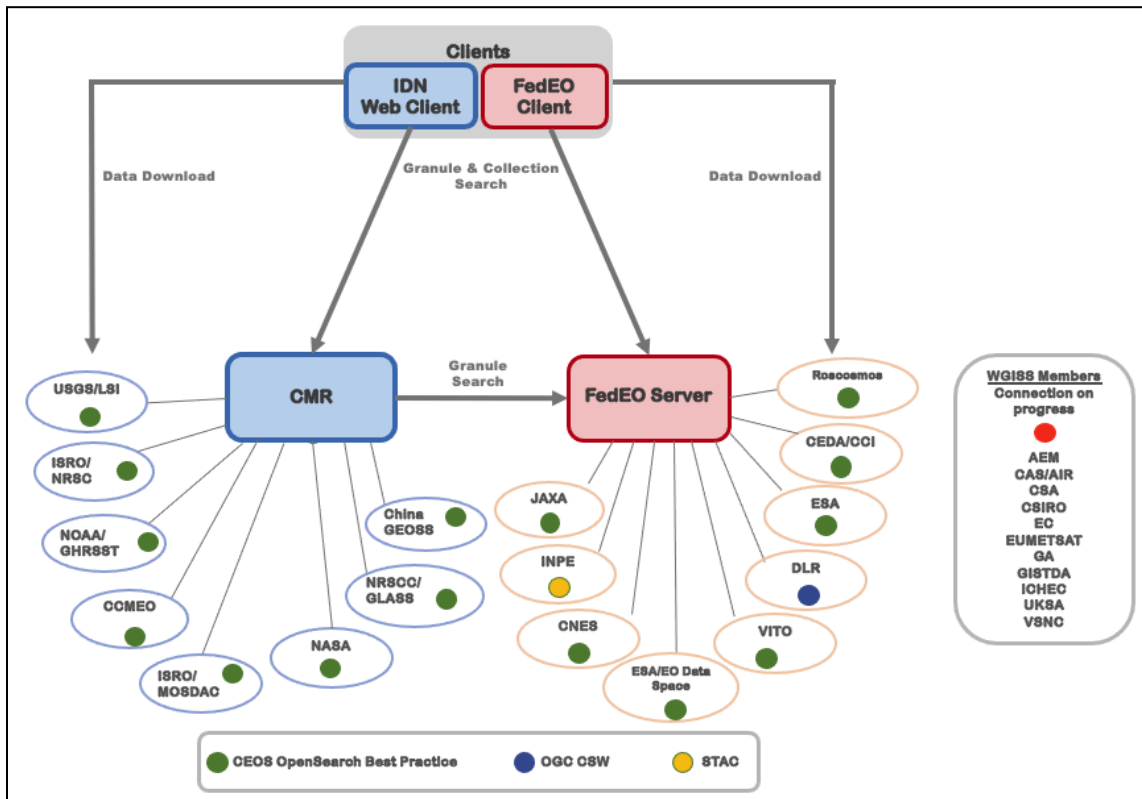 Clients
IDN
Web Client
FedEO
Client
Data Download
Granule & Collection
Search
Data Download
CMR
Granule
Search
FedEO Server
USGS/LSI
ISRO/
NRSC
NOAA/
GHRSST
CCMEO
ISRO/
MOSDAC
NASA
NRSCC/
GLASS
China
GEOSS
JAXA
INPE
CNES
ESA/EO Data
Space
VITO
DLR
ESA
CEDA/CCI
Roscosmos
WGISS Members
Connection on
progress
AEM
CAS/AIR
CSA
CSIRO
EC
EUMETSAT
GA
GISTDA
ICHEC
UKSA
VSNC
CEOS OpenSearch Best Practice
OGC CSW
STAC